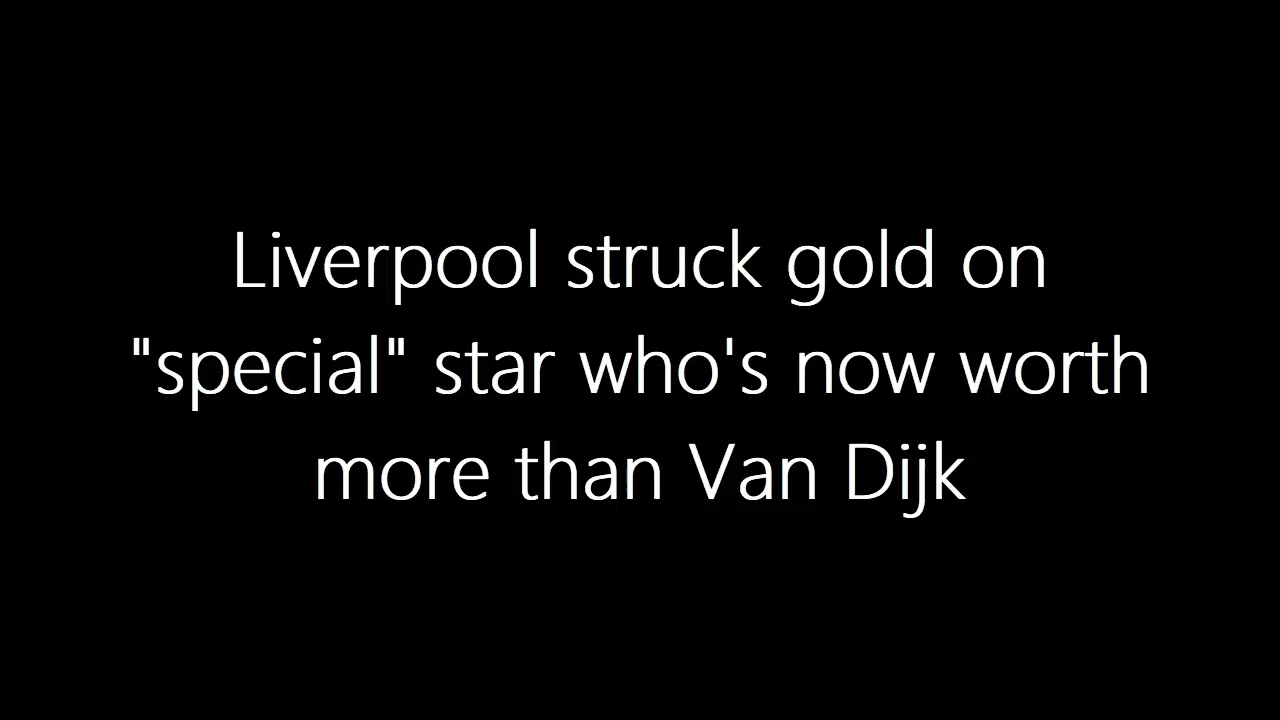 Liverpool struck gold on
"special" star who's now worth
more than Van Dijk